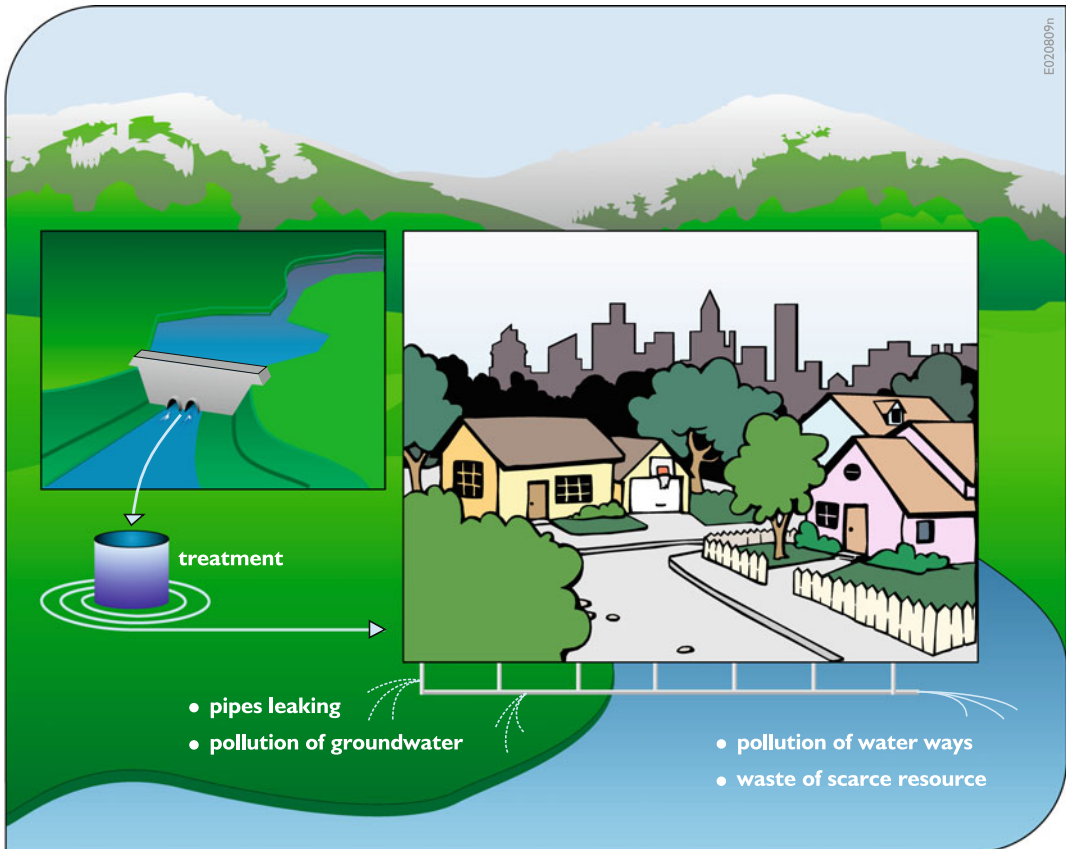 E020809n
treatment
• pipes leaking
• pollution of groundwater
• pollution of water ways
• waste of scarce resource